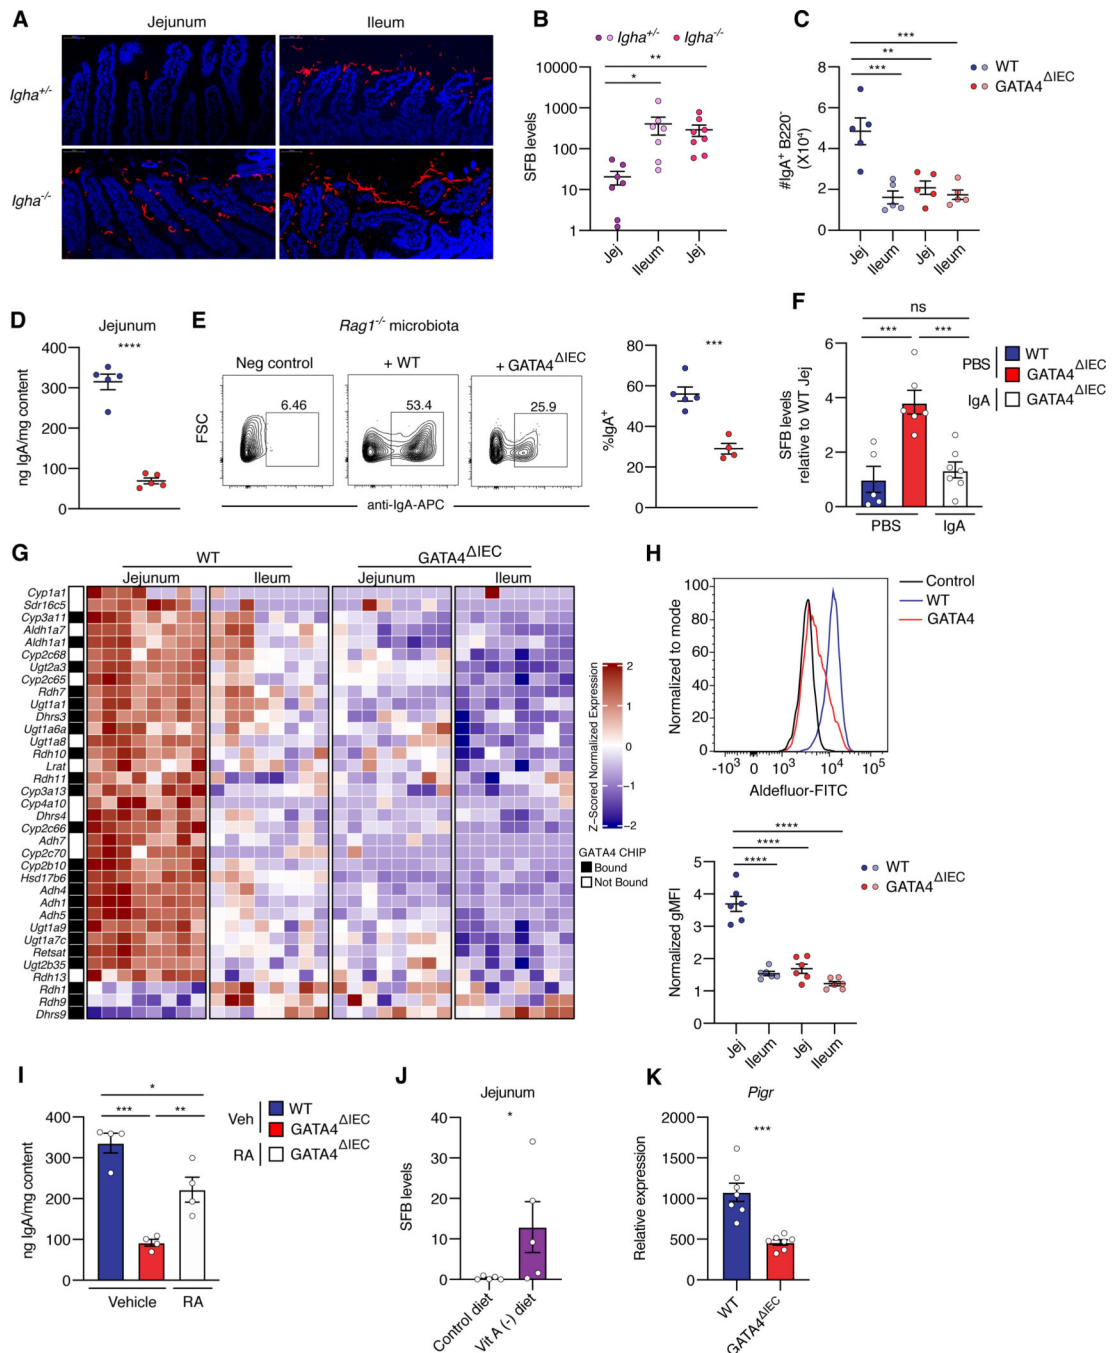 A
Jejunum
Ileum
Igha+/-
Igha-/-
B
Igha+/-
Igha-/-
**
*
10000
1000
100
10
1
SFB levels
Jej
Ileum
Jej
C
***
**
***
WT
GATA4ΔIEC
8
6
4
2
0
#IgA+ B220-
(X10⁴)
Jej
Ileum
Jej
Ileum
D
Jejunum
****
400
300
200
100
0
ng IgA/mg content
E
Rag1-/- microbiota
Neg control
+ WT
+ GATA4ΔIEC
6.46
53.4
25.9
FSC
anti-IgA-APC
***
80
60
40
20
0
%IgA+
F
ns
***
***
6
4
2
0
SFB levels
relative to WT Jej
PBS
IgA
PBS
WT
GATA4ΔIEC
IgA
GATA4ΔIEC
G
WT
GATA4ΔIEC
Jejunum
Ileum
Jejunum
Ileum
Cyp1a1
Sdr16c5
Cyp3a11
Aldh1a7
Aldh1a1
Cyp2c68
Ugt2a3
Cyp2c65
Rdh7
Ugt1a1
Dhrs3
Ugt1a6a
Ugt1a8
Rdh10
Lrat
Rdh11
Cyp3a13
Cyp4a10
Dhrs4
Cyp2c66
Adh7
Cyp2c70
Cyp2b10
Hsd17b6
Adh4
Adh1
Adh5
Ugt1a9
Ugt1a7c
Retsat
Ugt2b35
Rdh13
Rdh1
Rdh9
Dhrs9
2
1
0
-1
-2
Z-Scored Normalized Expression
GATA4 CHIP
Bound
Not Bound
H
Control
WT
GATA4
100
80
60
40
20
0
Normalized to mode
-10³
0
10³
10⁴
10⁵
Aldefluor-FITC
****
****
****
WT
GATA4ΔIEC
5
4
3
2
1
0
Normalized gMFI
Jej
Ileum
Jej
Ileum
I
*
***
**
400
300
200
100
0
ng IgA/mg content
Vehicle
RA
Veh
WT
GATA4ΔIEC
RA
GATA4ΔIEC
J
Jejunum
*
40
30
20
10
0
SFB levels
Control diet
Vit A (-) diet
K
Pigr
***
2000
1500
1000
500
0
Relative expression
WT
GATA4ΔIEC